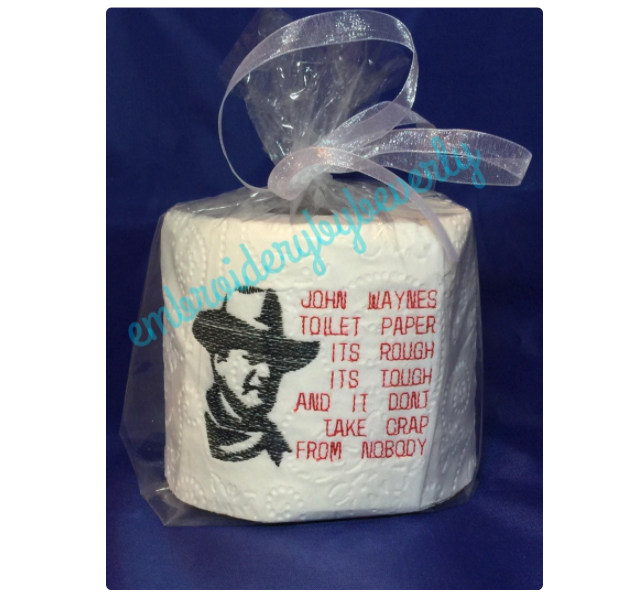 embroiderybybeverly
JOHN WAYNES
TOILET PAPER
ITS ROUGH
ITS TOUGH
AND IT DONT
TAKE CRAP
FROM NOBODY